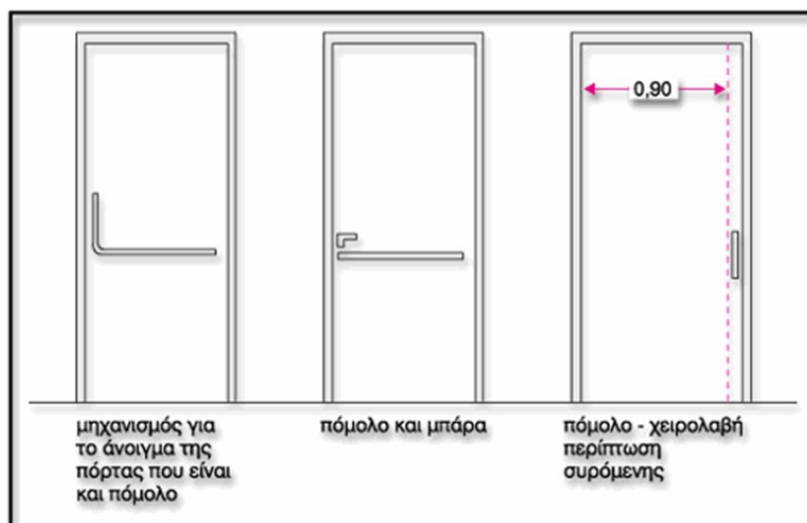 0,90
μηχανισμός για
το άνοιγμα της
πόρτας που είναι
και πόμολο
πόμολο και μπάρα
πόμολο - χειρολαβή
περίπτωση
συρόμενης